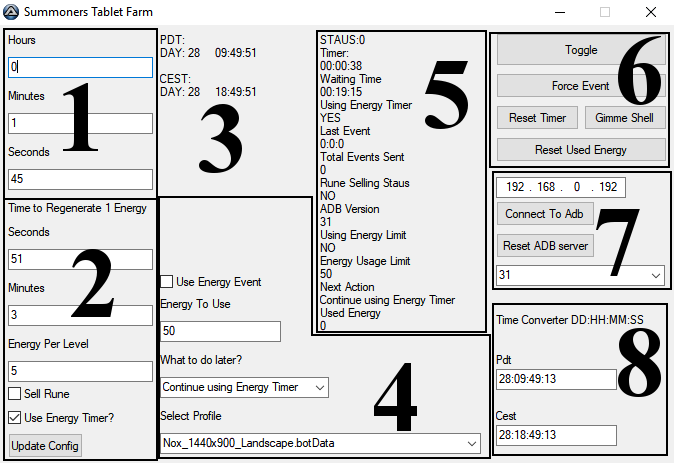 Summoners Tablet Farm
Hours
0
Minutes
1
Seconds
45
1
Time to Regenerate 1 Energy
Seconds
51
Minutes
3
Energy Per Level
5
Sell Rune
Use Energy Timer?
Update Config
2
PDT:
DAY: 28 09:49:51
CEST:
DAY: 28 18:49:51
3
Use Energy Event
Energy To Use
50
What to do later?
Continue using Energy Timer
Select Profile
Nox_1440x900_Landscape.botData
4
STAUS:0
Timer:
00:00:38
Waiting Time
00:19:15
Using Energy Timer
YES
Last Event
0:0:0
Total Events Sent
0
Rune Selling Staus
NO
ADB Version
31
Using Energy Limit
NO
Energy Usage Limit
50
Next Action
Continue using Energy Timer
Used Energy
0
5
Toggle
Force Event
Reset Timer Gimme Shell
Reset Used Energy
6
192 . 168 . 0 . 192
Connect To Adb
Reset ADB server
31
7
Time Converter DD:HH:MM:SS
Pdt
28:09:49:13
Cest
28:18:49:13
8